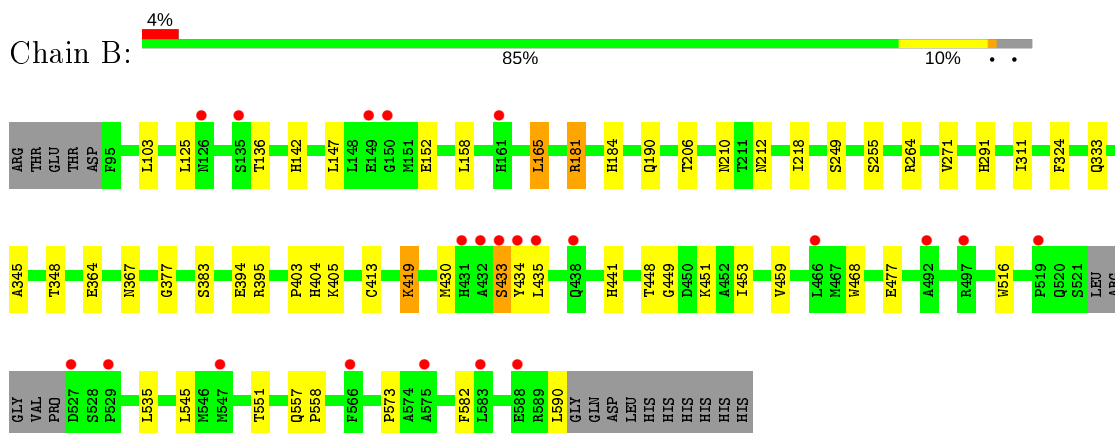 4%
Chain B:
85% 10% • •
ARG THR GLU THR THR ASP F95 L103 L125 N126 S135 T136 H142 L147 L148 E149 G150 M151 E152 L158 H161 L165 R181 H184 Q190 T206 N210 T211 N212 I218 S249 S255 R264 V271 H291 I311 F324 Q333
A345 T348 E364 N367 G377 S383 E394 R395 P403 H404 K405 C413 K419 M430 H431 A432 S433 Y434 L435 Q438 H441 T448 G449 D450 K451 A452 I453 V459 L466 M467 W468 E477 A492 R497 W516 P519 Q520 S521 LEU ARG
GLY VAL PRO D527 S528 P529 L535 L545 M546 M547 T551 Q557 P558 F566 P573 A574 A575 F582 L583 E588 R589 L590 GLY GLN ASP LEU HIS HIS HIS HIS HIS HIS